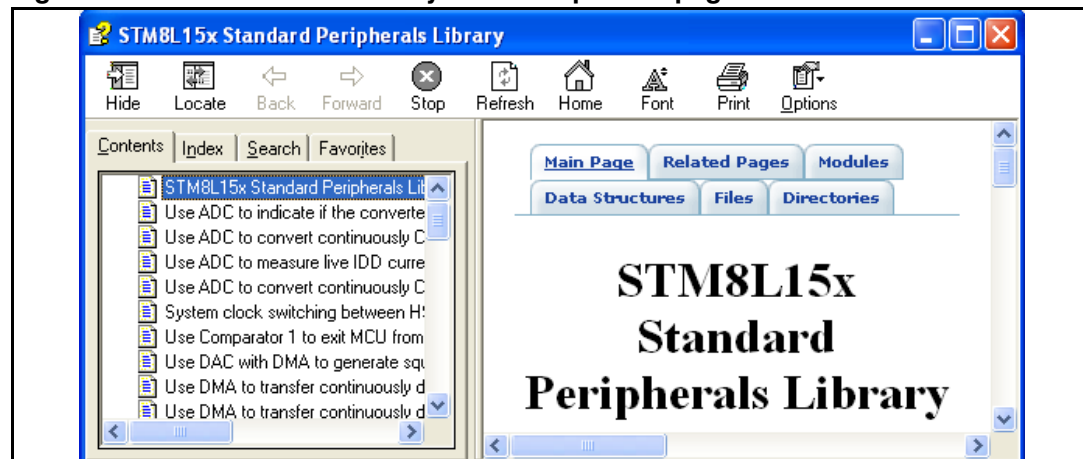 STM8L15x Standard Peripherals Library
Hide Locate Back Forward Stop Refresh Home Font Print Options
Contents Index Search Favorites
STM8L15x Standard Peripherals
Use ADC to indicate if the converte
Use ADC to convert continuously C
Use ADC to measure live IDD curre
Use ADC to convert continuously C
System clock switching between
Use Comparator 1 to exit MCU from
Use DAC with DMA to generate squ
Use DMA to transfer continuously d
Use DMA to transfer continuously d
Main Page Related Pages Modules
Data Structures Files Directories
STM8L15x
Standard
Peripherals Library